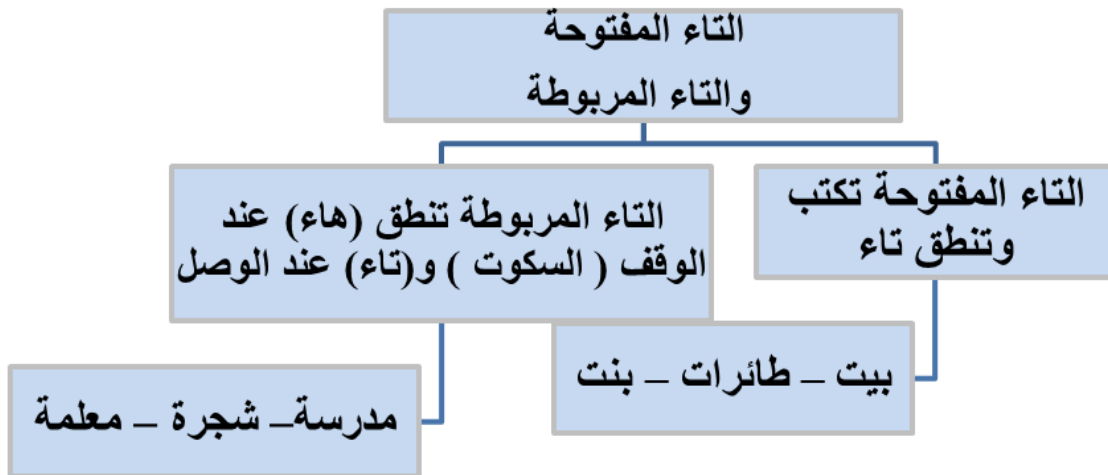 التاء المفتوحة
والتاء المربوطة
التاء المفتوحة تكتب
وتنطق تاء
التاء المربوطة تنطق (هاء) عند
الوقف ( السكوت ) و(تاء) عند الوصل
بيت – طائرات – بنت
مدرسة– شجرة – معلمة